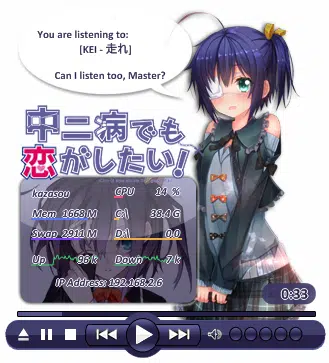 You are listening to:
[KEI - 走れ]
Can I listen too, Master?
中二病でも
恋がしたい!
kazasou CPU 14 %
Mem 1668 M C:\ 38.4 G
Swap 2911 M D:\ 0.0
Up 96 k Down 7 k
IP Address: 192.168.2.6
0:33